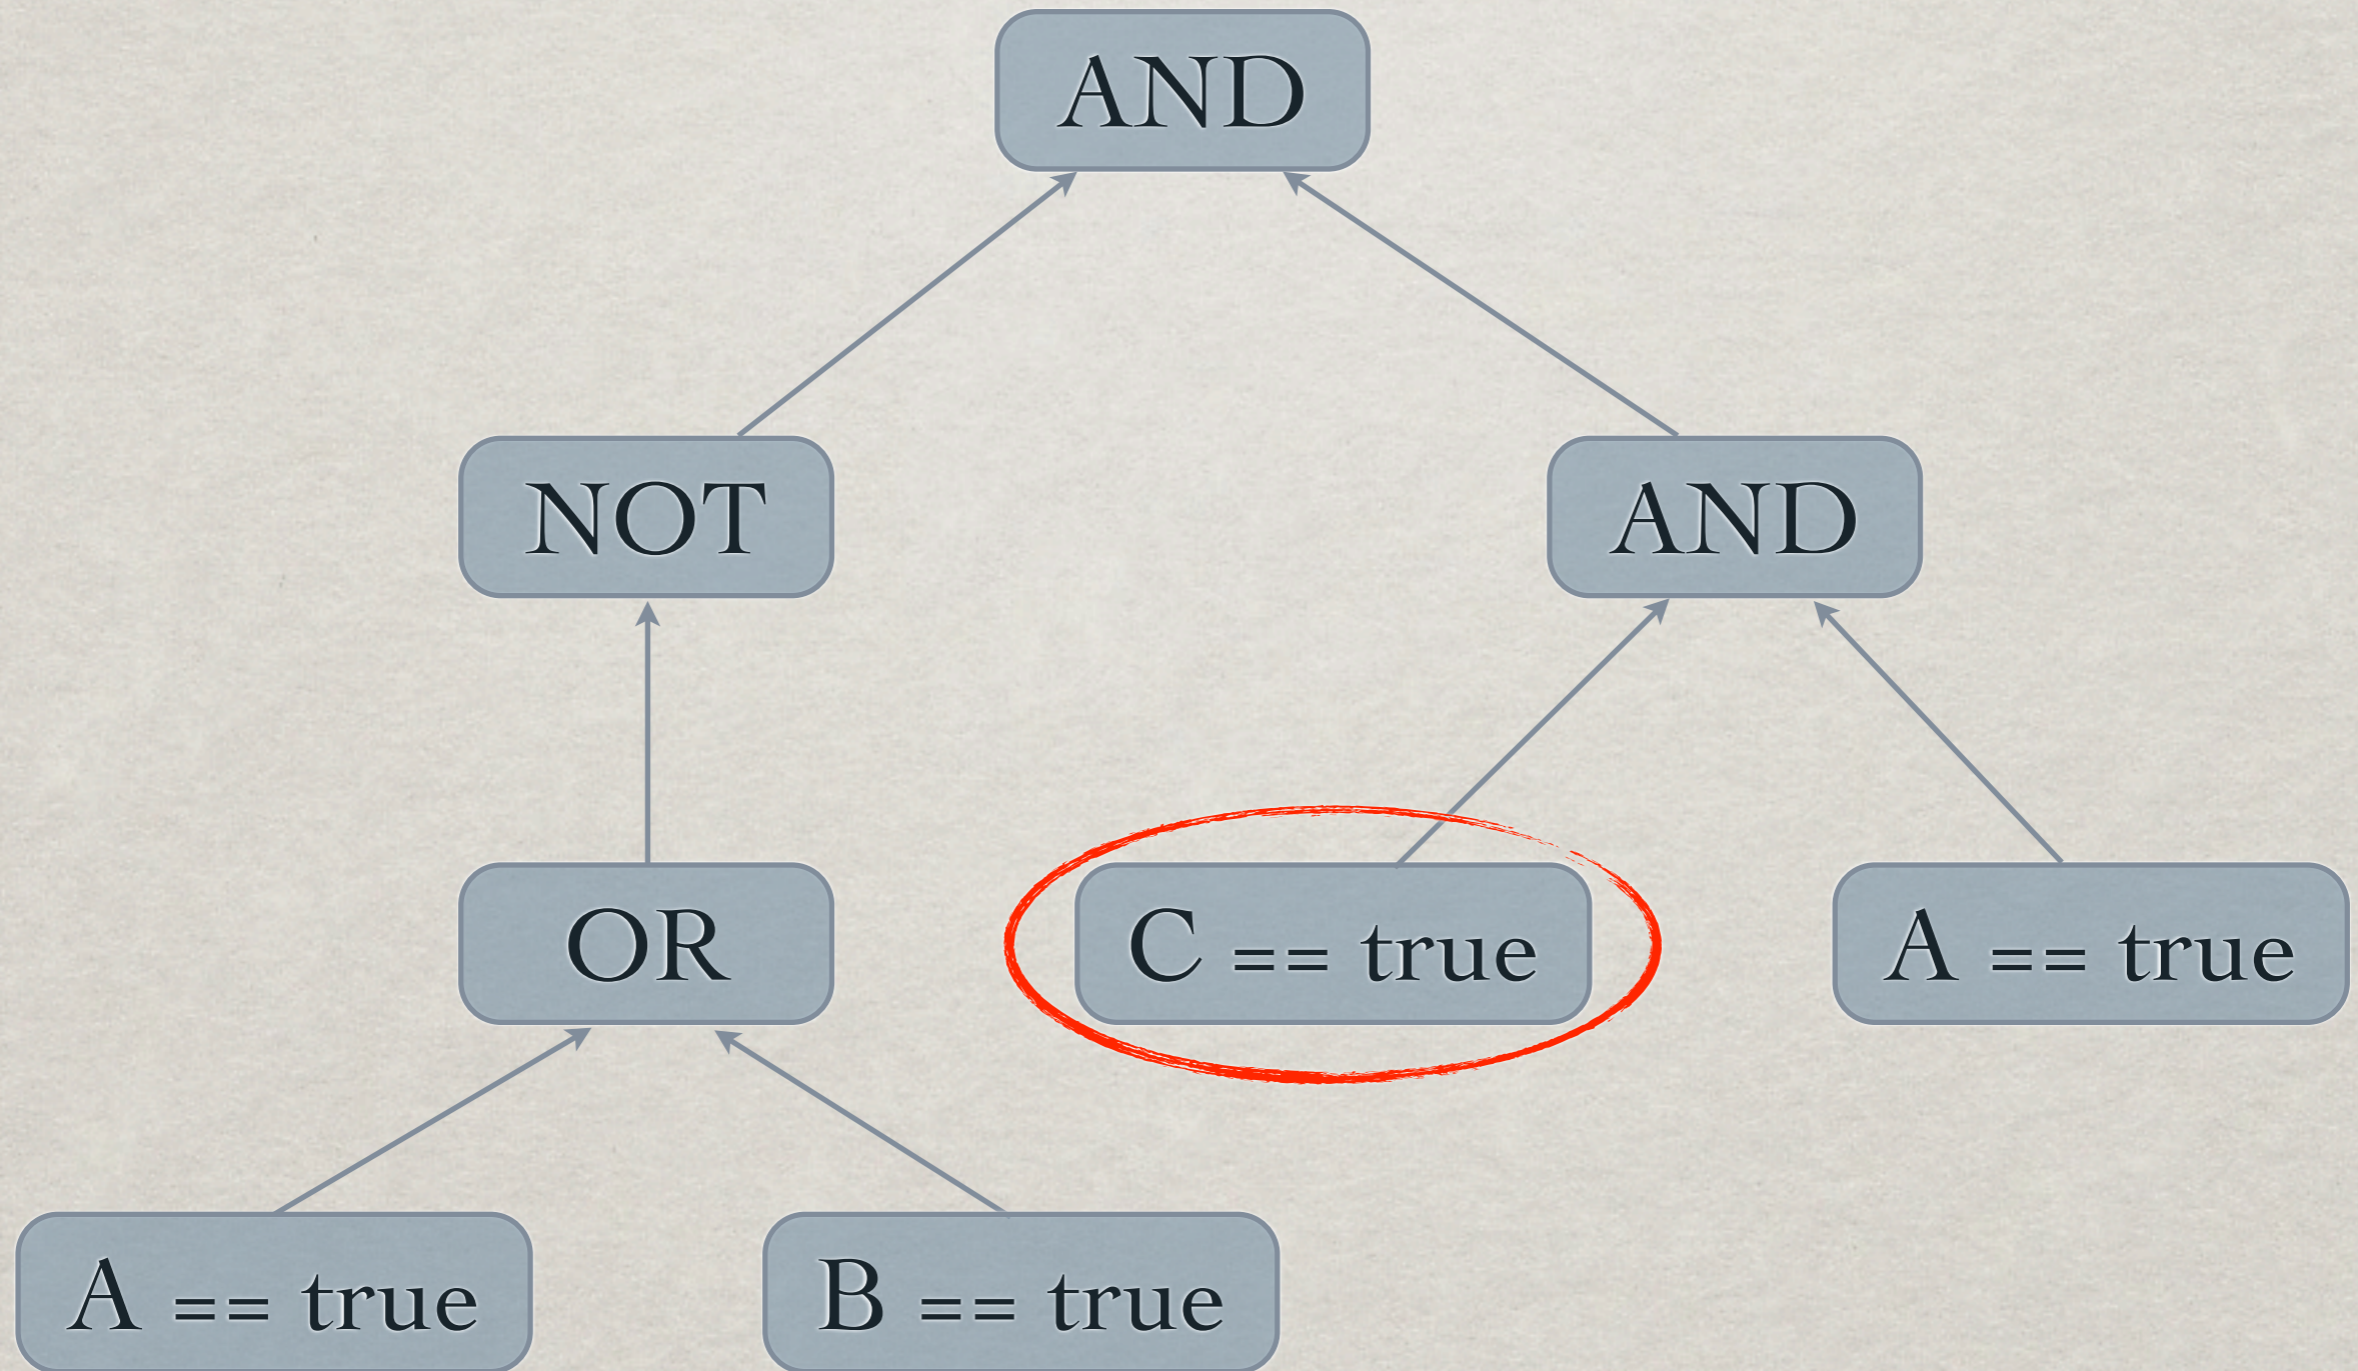 AND
NOT
AND
OR
C == true
A == true
A == true
B == true